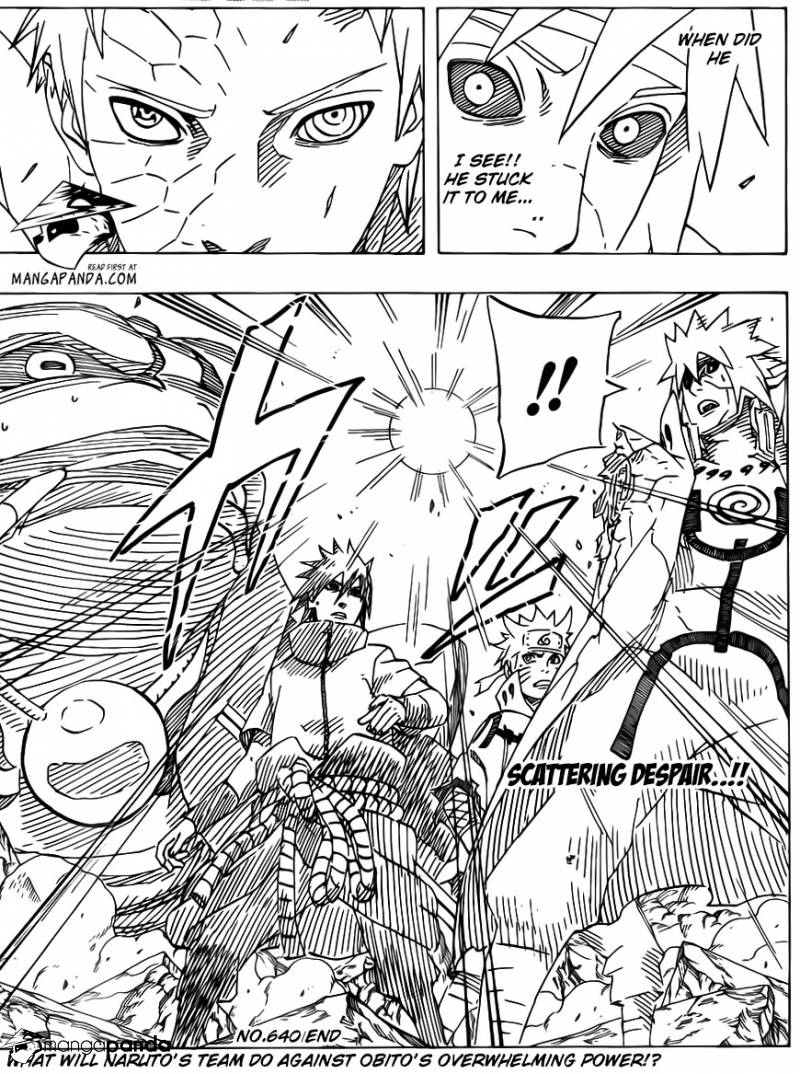 WHEN DID
HE
I SEE!!
HE STUCK
IT TO ME...
READ FIRST AT
MANGAPANDA.COM
!!
SCATTERING DESPAIR...!!
NO.640/END
mangapanda
WHAT WILL NARUTO'S TEAM DO AGAINST OBITO'S OVERWHELMING POWER!?